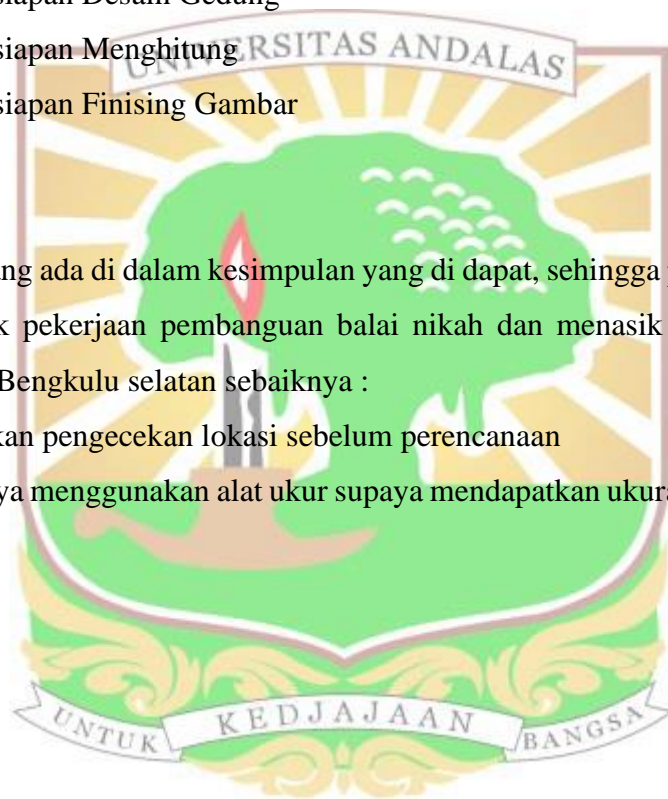 siapan Desain Gedung
siapan Menghitung
UNIVERSITAS ANDALAS
siapan Finising Gambar
ang ada di dalam kesimpulan yang di dapat, sehingga
k pekerjaan pembanguan balai nikah dan menasik
Bengkulu selatan sebaiknya :
kan pengecekan lokasi sebelum perencanaan
ya menggunakan alat ukur supaya mendapatkan ukur
UNTUK KEDJAJAAN BANGSA